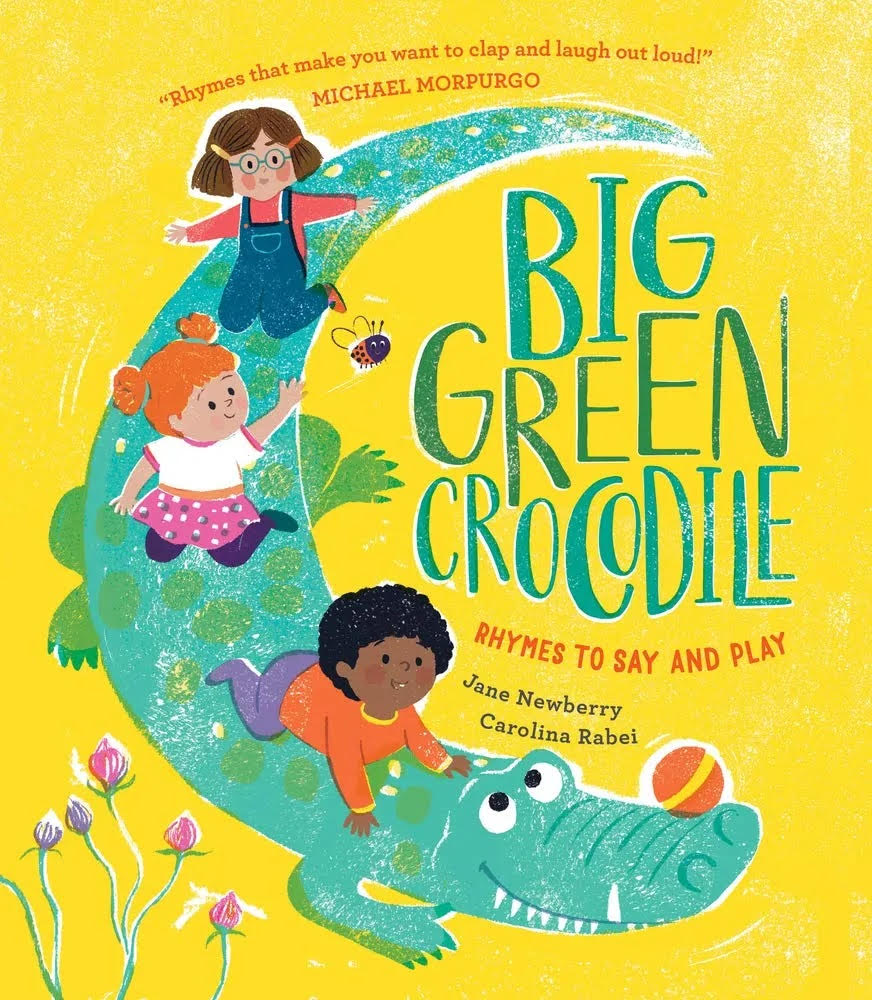 “Rhymes that make you want to clap and laugh out loud!”
MICHAEL MORPURGO
BIG
GREEN
CROCODILE
RHYMES TO SAY AND PLAY
Jane Newberry
Carolina Rabei